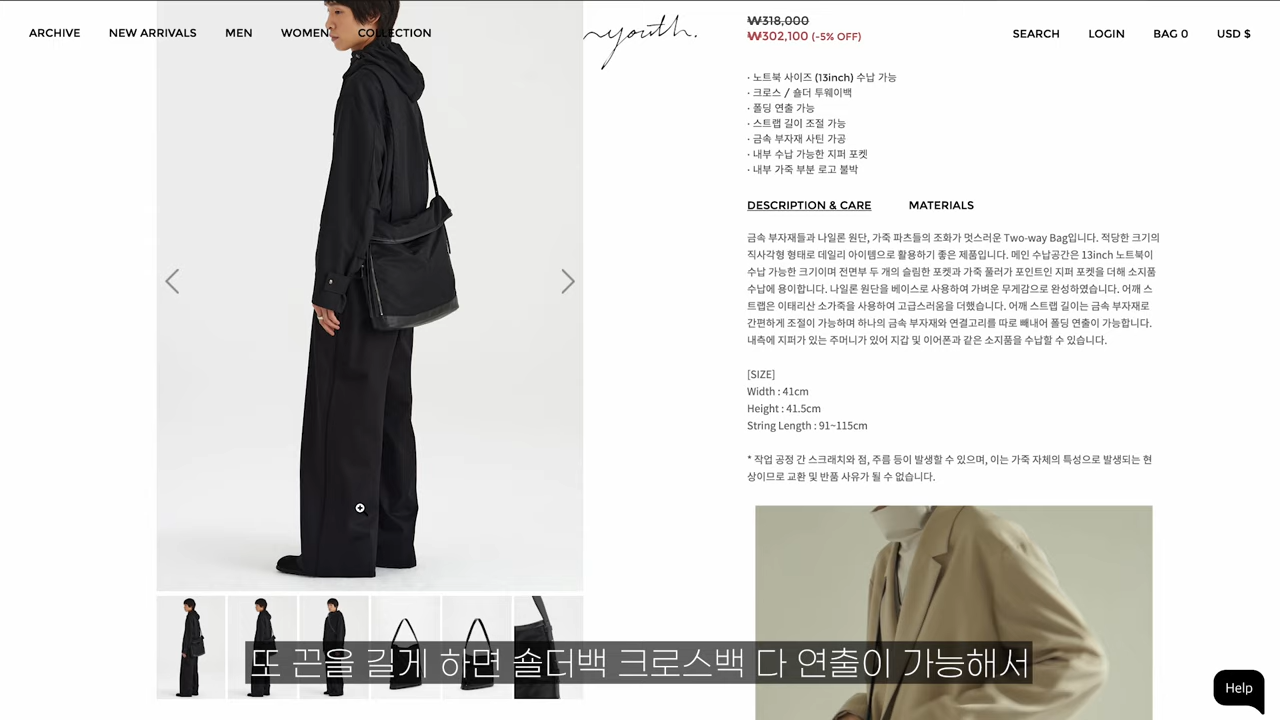 ARCHIVE NEW ARRIVALS MEN WOMEN COLLECTION
youth.
SEARCH LOGIN BAG 0 USD $
₩318,000
₩302,100 (-5% OFF)
· 노트북 사이즈 (13inch) 수납 가능
· 크로스 / 숄더 투웨이백
· 폴딩 연출 가능
· 스트랩 길이 조절 가능
· 금속 부자재 사틴 가공
· 내부 수납 가능한 지퍼 포켓
· 내부 가죽 부분 로고 불박
DESCRIPTION & CARE MATERIALS
금속 부자재들과 나일론 원단, 가죽 파츠들의 조화가 멋스러운 Two-way Bag입니다. 적당한 크기의
직사각형 형태로 데일리 아이템으로 활용하기 좋은 제품입니다. 메인 수납공간은 13inch 노트북이
수납 가능한 크기이며 전면부 두 개의 슬림한 포켓과 가죽 풀러가 포인트인 지퍼 포켓을 더해 소지품
수납에 용이합니다. 나일론 원단을 베이스로 사용하여 가벼운 무게감으로 완성하였습니다. 어깨 스
트랩은 이태리산 소가죽을 사용하여 고급스러움을 더했습니다. 어깨 스트랩 길이는 금속 부자재로
간편하게 조절이 가능하며 하나의 금속 부자재와 연결고리를 따로 빼내어 폴딩 연출이 가능합니다.
내측에 지퍼가 있는 주머니가 있어 지갑 및 이어폰과 같은 소지품을 수납할 수 있습니다.
[SIZE]
Width : 41cm
Height : 41.5cm
String Length : 91~115cm
* 작업 공정 간 스크래치와 점, 주름 등이 발생할 수 있으며, 이는 가죽 자체의 특성으로 발생되는 현
상이므로 교환 및 반품 사유가 될 수 없습니다.
또 끈을 길게 하면 숄더백 크로스백 다 연출이 가능해서
Help